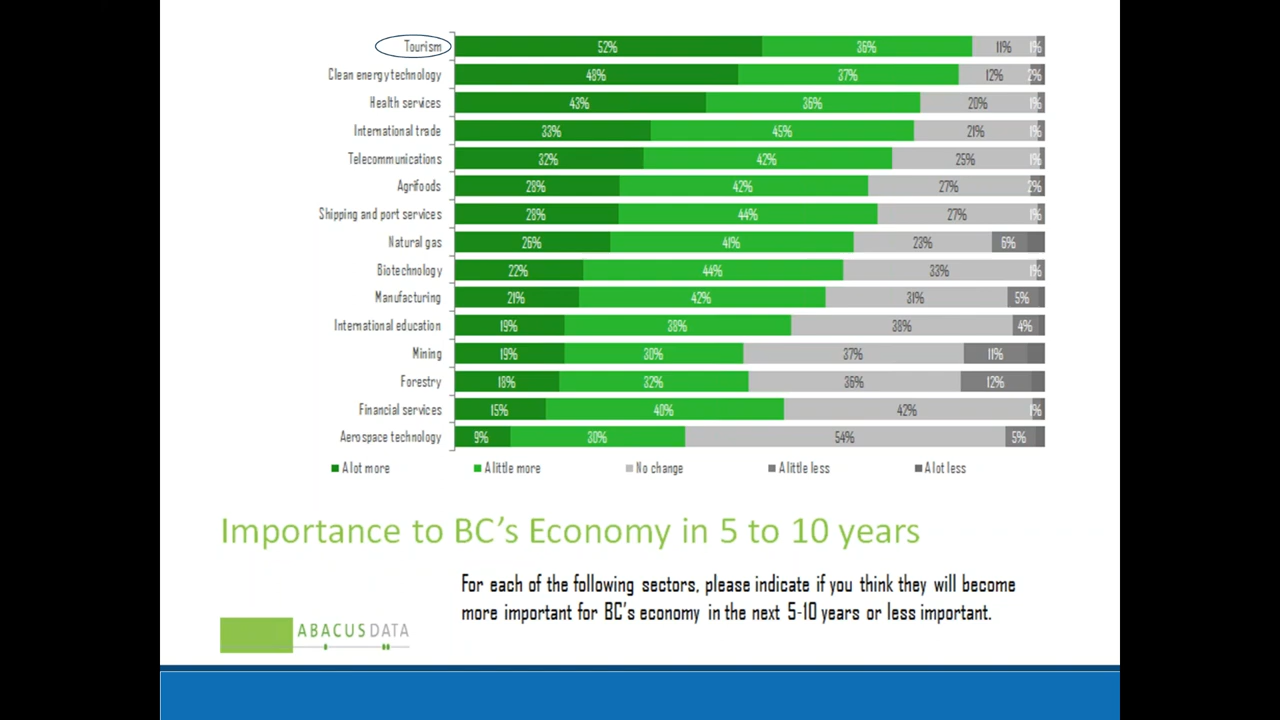 Tourism 52% 36% 11% 1%
Clean energy technology 48% 37% 12% 2%
Health services 43% 36% 20% 1%
International trade 33% 45% 21% 1%
Telecommunications 32% 42% 25% 1%
Agrifoods 28% 42% 27% 2%
Shipping and port services 28% 44% 27% 1%
Natural gas 26% 41% 23% 6%
Biotechnology 22% 44% 33% 1%
Manufacturing 21% 42% 31% 5%
International education 19% 38% 38% 4%
Mining 19% 30% 37% 11%
Forestry 18% 32% 36% 12%
Financial services 15% 40% 42% 1%
Aerospace technology 9% 30% 54% 5%
A lot more A little more No change A little less A lot less
Importance to BC's Economy in 5 to 10 years
For each of the following sectors, please indicate if you think they will become
more important for BC's economy in the next 5-10 years or less important.
ABACUS DATA